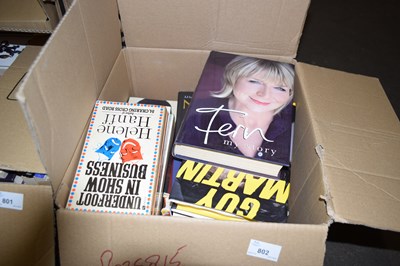 Helene
Hanff
84 CHARING CROSS ROAD
UNDERFOOT
IN SHOW
BUSINESS
Fern
my story
GUY
MARTIN
801
802